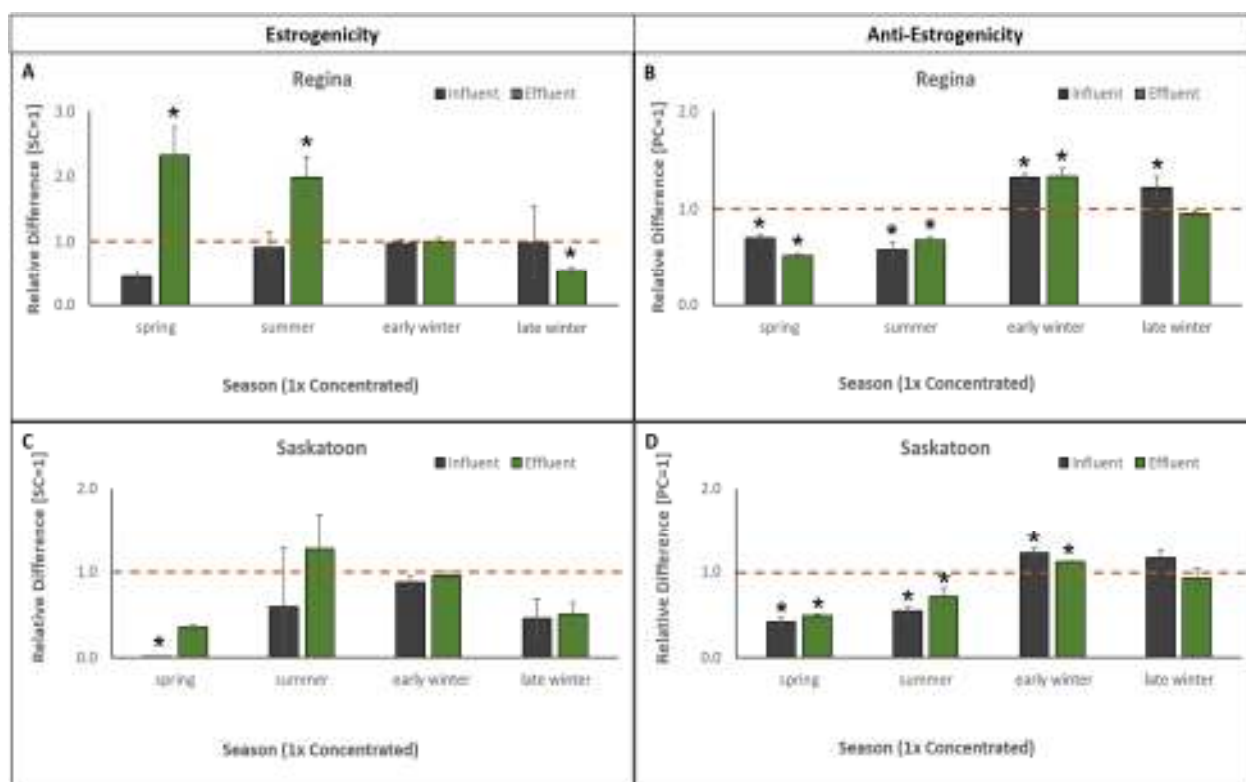 Estrogenicity
Anti-Estrogenicity
A
Regina
Influent Effluent
Relative Difference [SC=1]
3.0
2.0
1.0
0.0
* * *
spring summer early winter late winter
Season (1x Concentrated)
B
Regina
Influent Effluent
Relative Difference [PC=1]
2.0
1.0
0.0
* * * * * * *
spring summer early winter late winter
Season (1x Concentrated)
C
Saskatoon
Influent Effluent
Relative Difference [SC=1]
2.0
1.0
0.0
*
spring summer early winter late winter
Season (1x Concentrated)
D
Saskatoon
Influent Effluent
Relative Difference [PC=1]
2.0
1.0
0.0
* * * * * *
spring summer early winter late winter
Season (1x Concentrated)